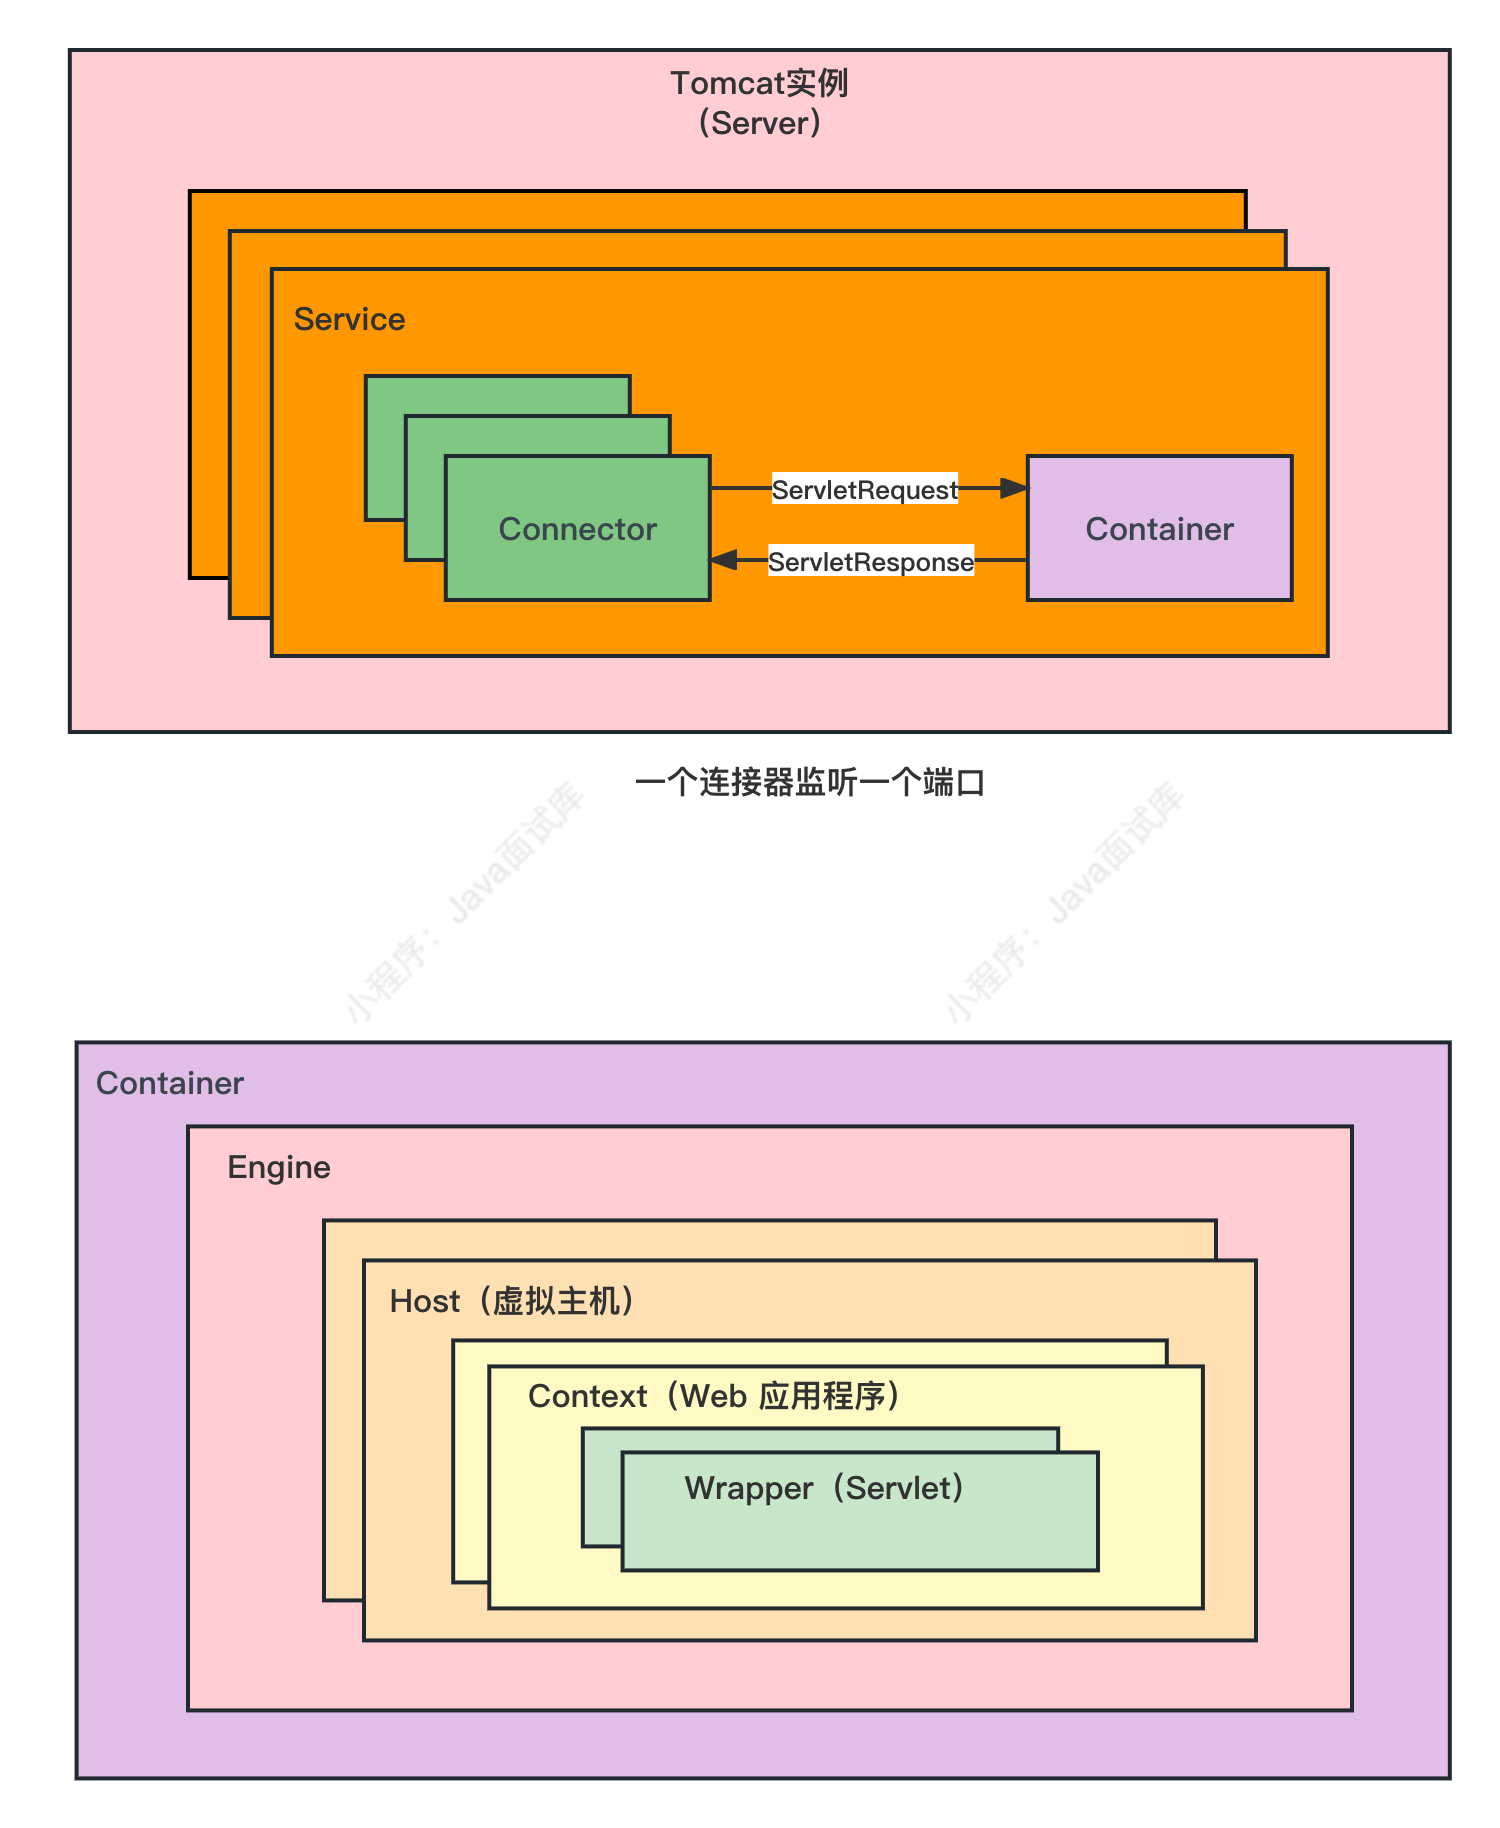 Tomcat实例
（Server）
Service
Connector
ServletRequest
ServletResponse
Container
一个连接器监听一个端口
小程序：Java面试库
小程序：Java面试库
Container
Engine
Host（虚拟主机）
Context（Web 应用程序）
Wrapper（Servlet）